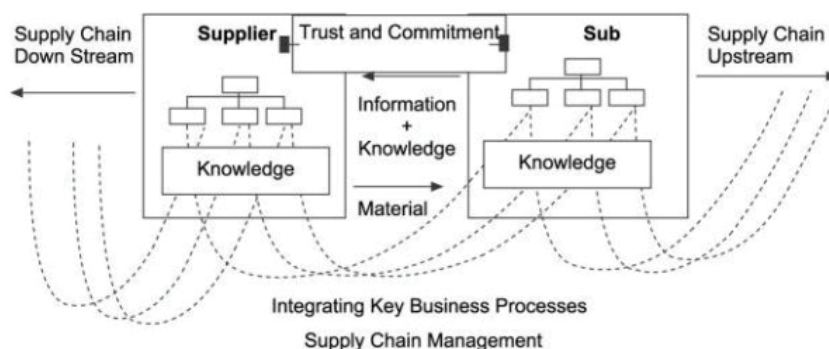 Supply Chain
Down Stream
Supplier
Trust and Commitment
Sub
Supply Chain
Upstream
Information
+
Knowledge
Knowledge
Knowledge
Material
Integrating Key Business Processes
Supply Chain Management